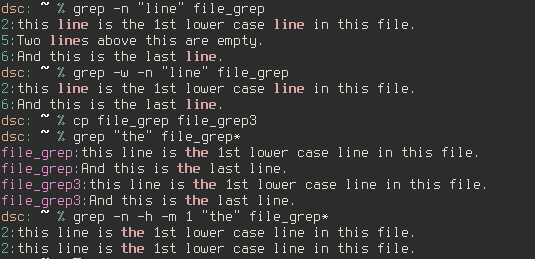 dsc: ~ % grep -n "line" file_grep
2:this line is the 1st lower case line in this file.
5:Two lines above this are empty.
6:And this is the last line.
dsc: ~ % grep -w -n "line" file_grep
2:this line is the 1st lower case line in this file.
6:And this is the last line.
dsc: ~ % cp file_grep file_grep3
dsc: ~ % grep "the" file_grep*
file_grep:this line is the 1st lower case line in this file.
file_grep:And this is the last line.
file_grep3:this line is the 1st lower case line in this file.
file_grep3:And this is the last line.
dsc: ~ % grep -n -h -m 1 "the" file_grep*
2:this line is the 1st lower case line in this file.
2:this line is the 1st lower case line in this file.